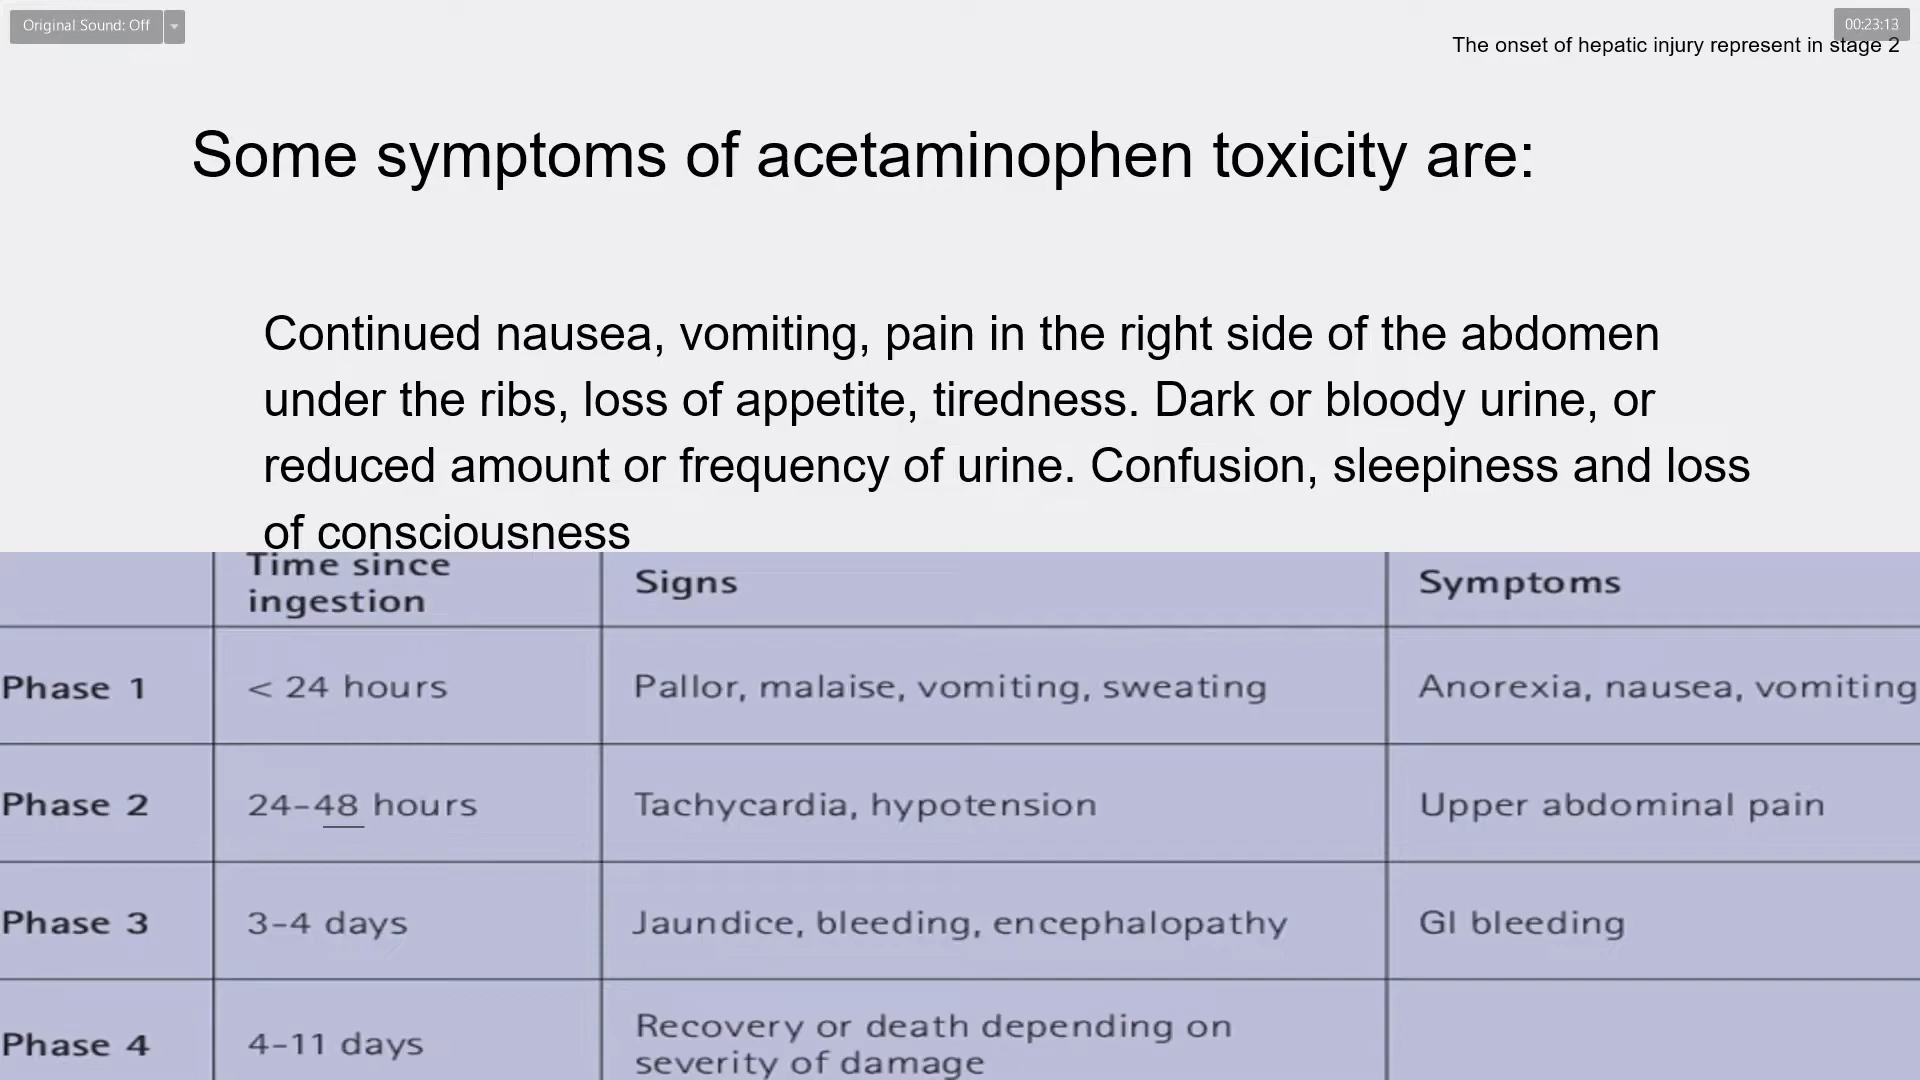 Original Sound: Off
00:23:13
The onset of hepatic injury represent in stage 2
Some symptoms of acetaminophen toxicity are:
Continued nausea, vomiting, pain in the right side of the abdomen
under the ribs, loss of appetite, tiredness. Dark or bloody urine, or
reduced amount or frequency of urine. Confusion, sleepiness and loss
of consciousness
Time since
ingestion
Signs
Symptoms
Phase 1
< 24 hours
Pallor, malaise, vomiting, sweating
Anorexia, nausea, vomiting
Phase 2
24–48 hours
Tachycardia, hypotension
Upper abdominal pain
Phase 3
3–4 days
Jaundice, bleeding, encephalopathy
GI bleeding
Phase 4
4–11 days
Recovery or death depending on
severity of damage